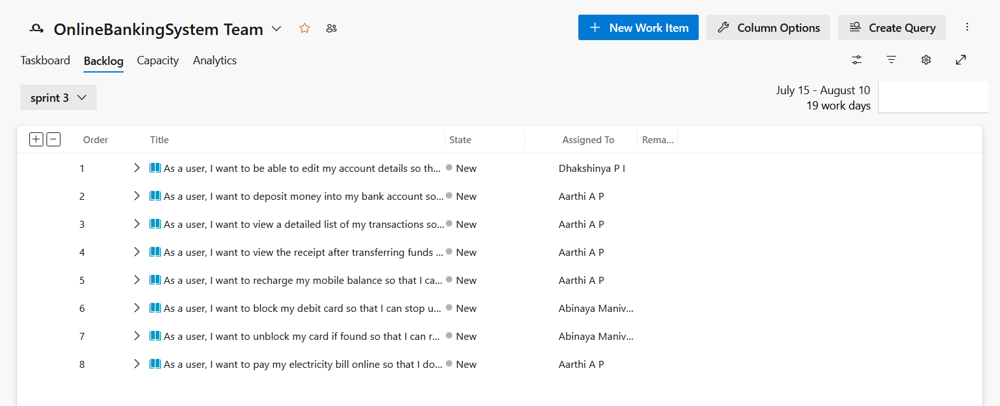 OnlineBankingSystem Team
New Work Item
Column Options
Create Query
Taskboard Backlog Capacity Analytics
sprint 3
July 15 - August 10
19 work days
Order Title State Assigned To Rema...
1 As a user, I want to be able to edit my account details so th... New Dhakshinya P I
2 As a user, I want to deposit money into my bank account so... New Aarthi A P
3 As a user, I want to view a detailed list of my transactions so... New Aarthi A P
4 As a user, I want to view the receipt after transferring funds ... New Aarthi A P
5 As a user, I want to recharge my mobile balance so that I ca... New Aarthi A P
6 As a user, I want to block my debit card so that I can stop u... New Abinaya Maniv...
7 As a user, I want to unblock my card if found so that I can r... New Abinaya Maniv...
8 As a user, I want to pay my electricity bill online so that I do... New Aarthi A P